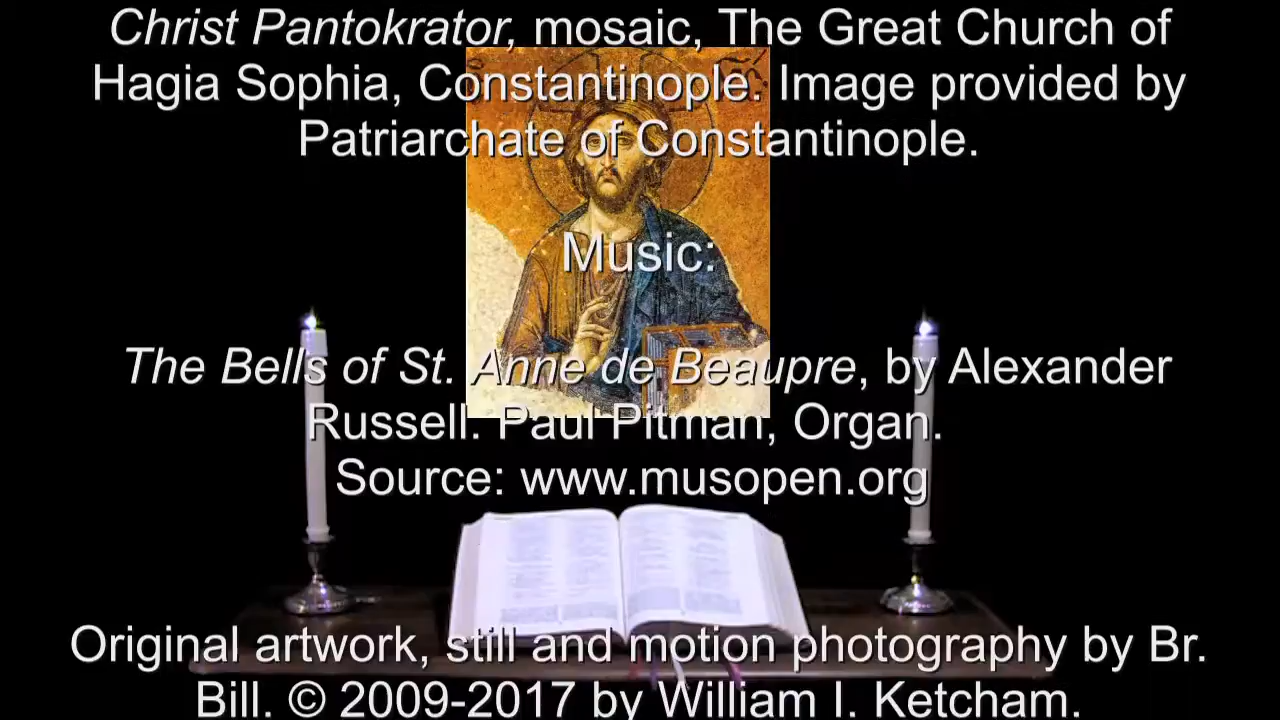 Christ Pantokrator, mosaic, The Great Church of
Hagia Sophia, Constantinople. Image provided by
Patriarchate of Constantinople.
Music:
The Bells of St. Anne de Beaupre, by Alexander
Russell. Paul Pitman, Organ.
Source: www.musopen.org
Original artwork, still and motion photography by Br.
Bill. © 2009-2017 by William I. Ketcham.